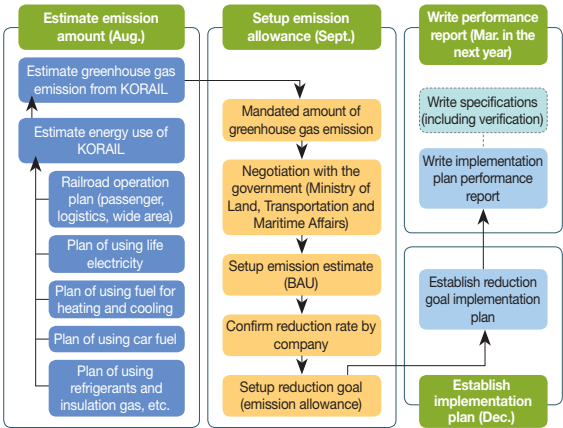 Estimate emission
amount (Aug.)
Estimate greenhouse gas
emission from KORAIL
Estimate energy use of
KORAIL
Railroad operation
plan (passenger,
logistics, wide area)
Plan of using life
electricity
Plan of using fuel for
heating and cooling
Plan of using car fuel
Plan of using
refrigerants and
insulation gas, etc.
Setup emission
allowance (Sept.)
Mandated amount of
greenhouse gas emission
Negotiation with the
government (Ministry of
Land, Transportation and
Maritime Affairs)
Setup emission estimate
(BAU)
Confirm reduction rate by
company
Setup reduction goal
(emission allowance)
Write performance
report (Mar. in the
next year)
Write specifications
(including verification)
Write implementation
plan performance
report
Establish reduction
goal implementation
plan
Establish
implementation
plan (Dec.)